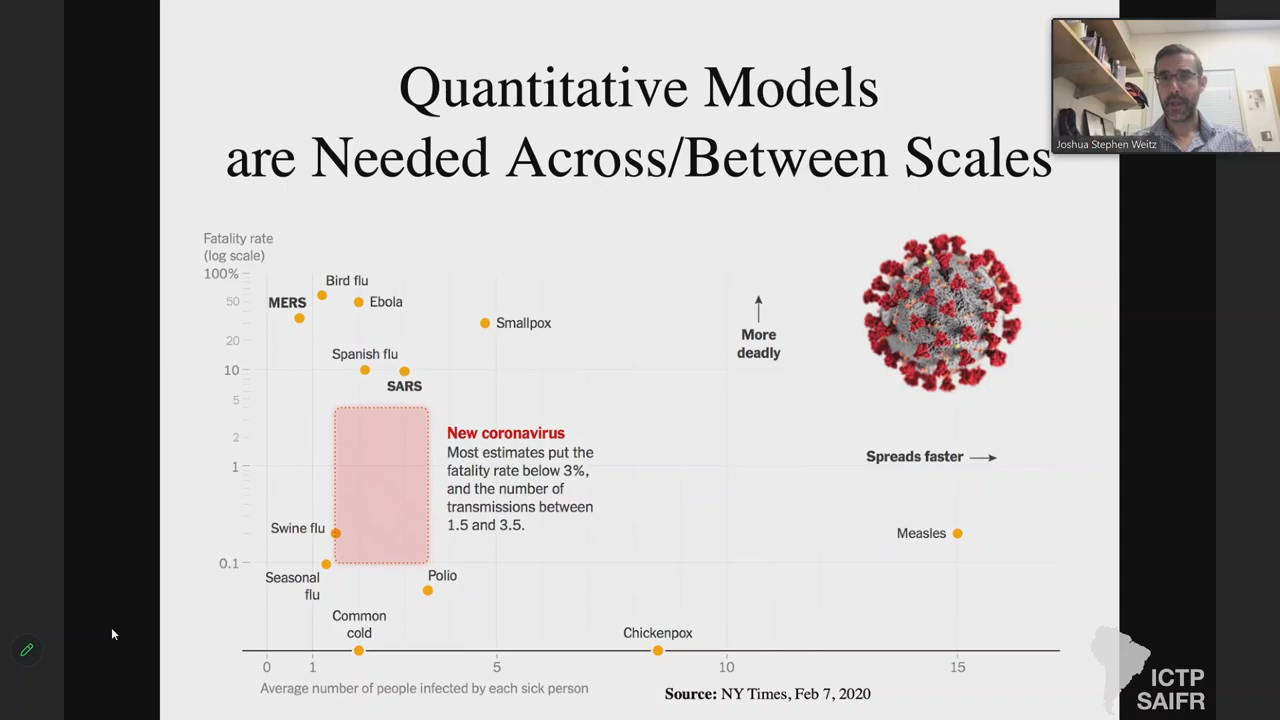 Quantitative Models
are Needed Across/Between Scales
Joshua Stephen Weitz
Fatality rate
(log scale)
100%
50
20
10
5
2
1
0.1
Bird flu
MERS
Ebola
Smallpox
Spanish flu
SARS
More
deadly
New coronavirus
Most estimates put the
fatality rate below 3%,
and the number of
transmissions between
1.5 and 3.5.
Spreads faster
Swine flu
Measles
Seasonal
flu
Polio
Common
cold
Chickenpox
0 1 5 10 15
Average number of people infected by each sick person
Source: NY Times, Feb 7, 2020
ICTP
SAIFR